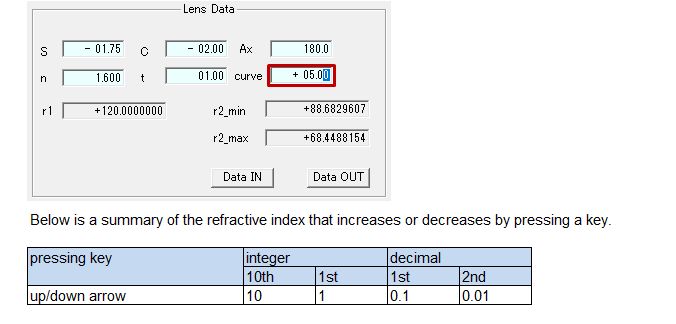 Lens Data
S - 01.75 C - 02.00 Ax 180.0
n 1.600 t 01.00 curve + 05.00
r1 +120.0000000 r2_min +88.6829607
r2_max +68.4488154
Data IN Data OUT
Below is a summary of the refractive index that increases or decreases by pressing a key.
pressing key integer decimal
10th 1st 1st 2nd
up/down arrow 10 1 0.1 0.01